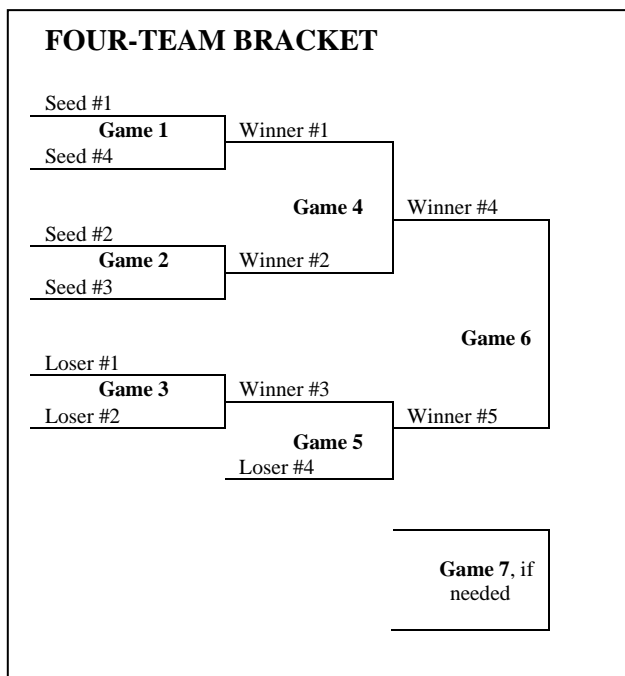 FOUR-TEAM BRACKET
Seed #1
Game 1
Winner #1
Seed #4
Game 4
Winner #4
Seed #2
Game 2
Winner #2
Seed #3
Game 6
Loser #1
Game 3
Winner #3
Loser #2
Winner #5
Game 5
Loser #4
Game 7, if
needed